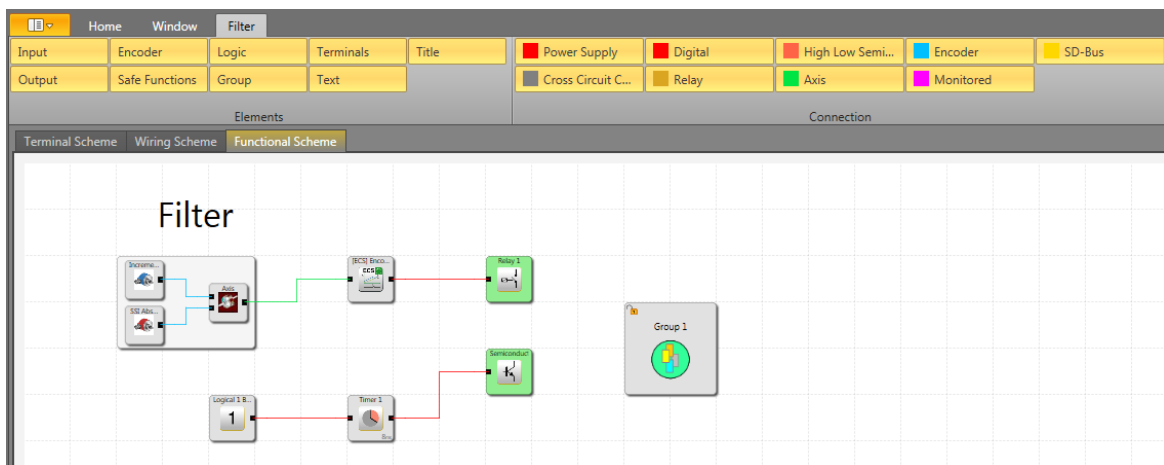 Home Window Filter
Input Encoder Logic Terminals Title Power Supply Digital High Low Semi... Encoder SD-Bus
Output Safe Functions Group Text Cross Circuit C... Relay Axis Monitored
Elements Connection
Terminal Scheme Wiring Scheme Functional Scheme
Filter
Increme...
[ECS] Enco...
ECS
Relay 1
Axis
SSI Abs...
Group 1
Semiconduct
Logical 1 B...
1
Timer 1